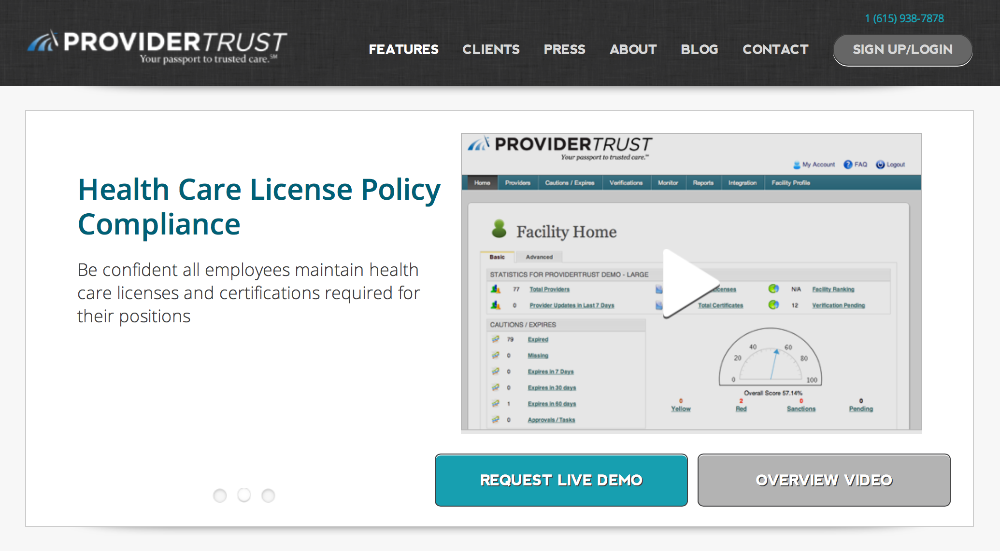 1 (615) 938-7878
PROVIDERTRUST
Your passport to trusted care.℠
FEATURES CLIENTS PRESS ABOUT BLOG CONTACT SIGN UP/LOGIN
Health Care License Policy
Compliance
Be confident all employees maintain health
care licenses and certifications required for
their positions
PROVIDERTRUST
Your passport to trusted care.℠
My Account FAQ Logout
Home Providers Cautions / Expires Verifications Monitor Reports Integration Facility Profile
Facility Home
Basic Advanced
STATISTICS FOR PROVIDERTRUST DEMO - LARGE
77 Total Providers N/A Facility Ranking
0 Provider Updates in Last 7 Days Total Certificates 12 Verification Pending
CAUTIONS / EXPIRES
79 Expired
0 Missing
0 Expires in 7 Days
0 Expires in 30 days
1 Expires in 60 days
0 Approvals / Tasks
0 20 40 60 80 100
Overall Score 57.14%
0 2 0 0
Yellow Red Sanctions Pending
REQUEST LIVE DEMO OVERVIEW VIDEO